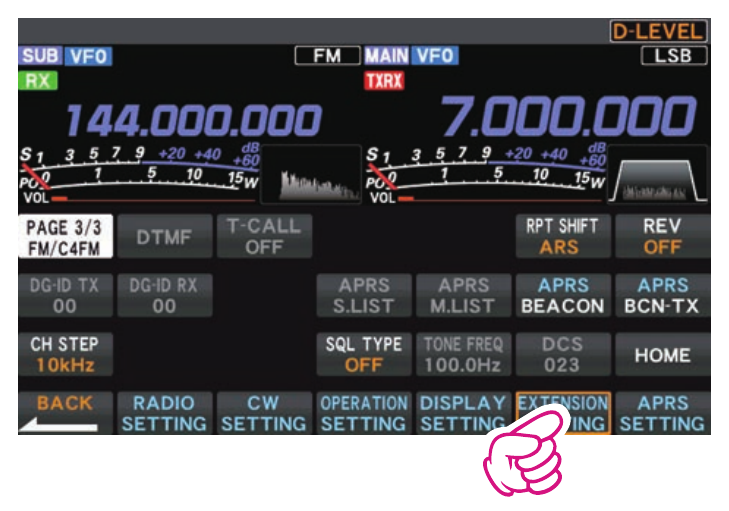 D-LEVEL
SUB VFO FM MAIN VFO LSB
RX TXRX
144.000.000 7.000.000
S 1 3 5 7 9 +20 +40 +60 dB S 1 3 5 7 9 +20 +40 +60 dB
PO 0 1 5 10 15 W PO 0 1 5 10 15 W
VOL VOL
PAGE 3/3 DTMF T-CALL RPT SHIFT REV
FM/C4FM OFF ARS OFF
DG-ID TX DG-ID RX APRS APRS APRS APRS
00 00 S.LIST M.LIST BEACON BCN-TX
CH STEP SQL TYPE TONE FREQ DCS HOME
10kHz OFF 100.0Hz 023
BACK RADIO CW OPERATION DISPLAY EXTENSION APRS
SETTING SETTING SETTING SETTING ING SETTING